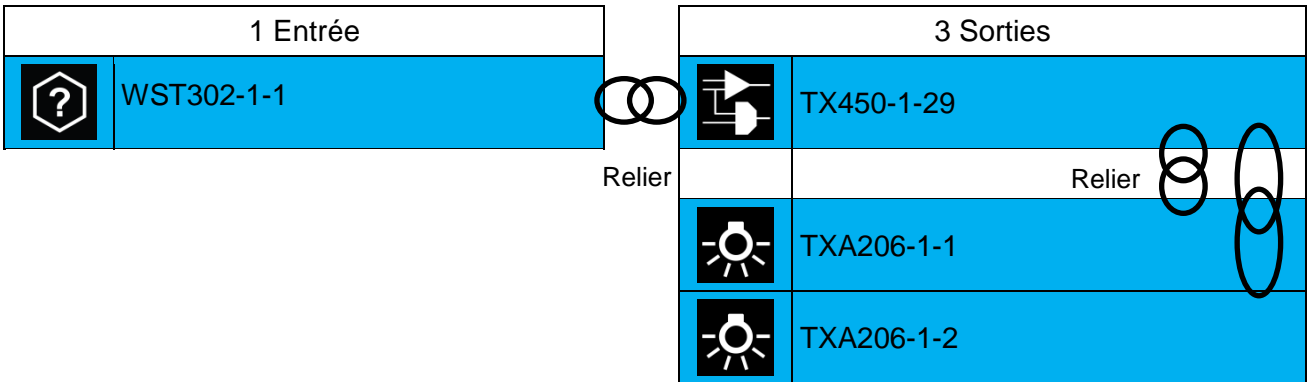 1 Entrée
3 Sorties
?
WST302-1-1
TX450-1-29
Relier
Relier
TXA206-1-1
TXA206-1-2